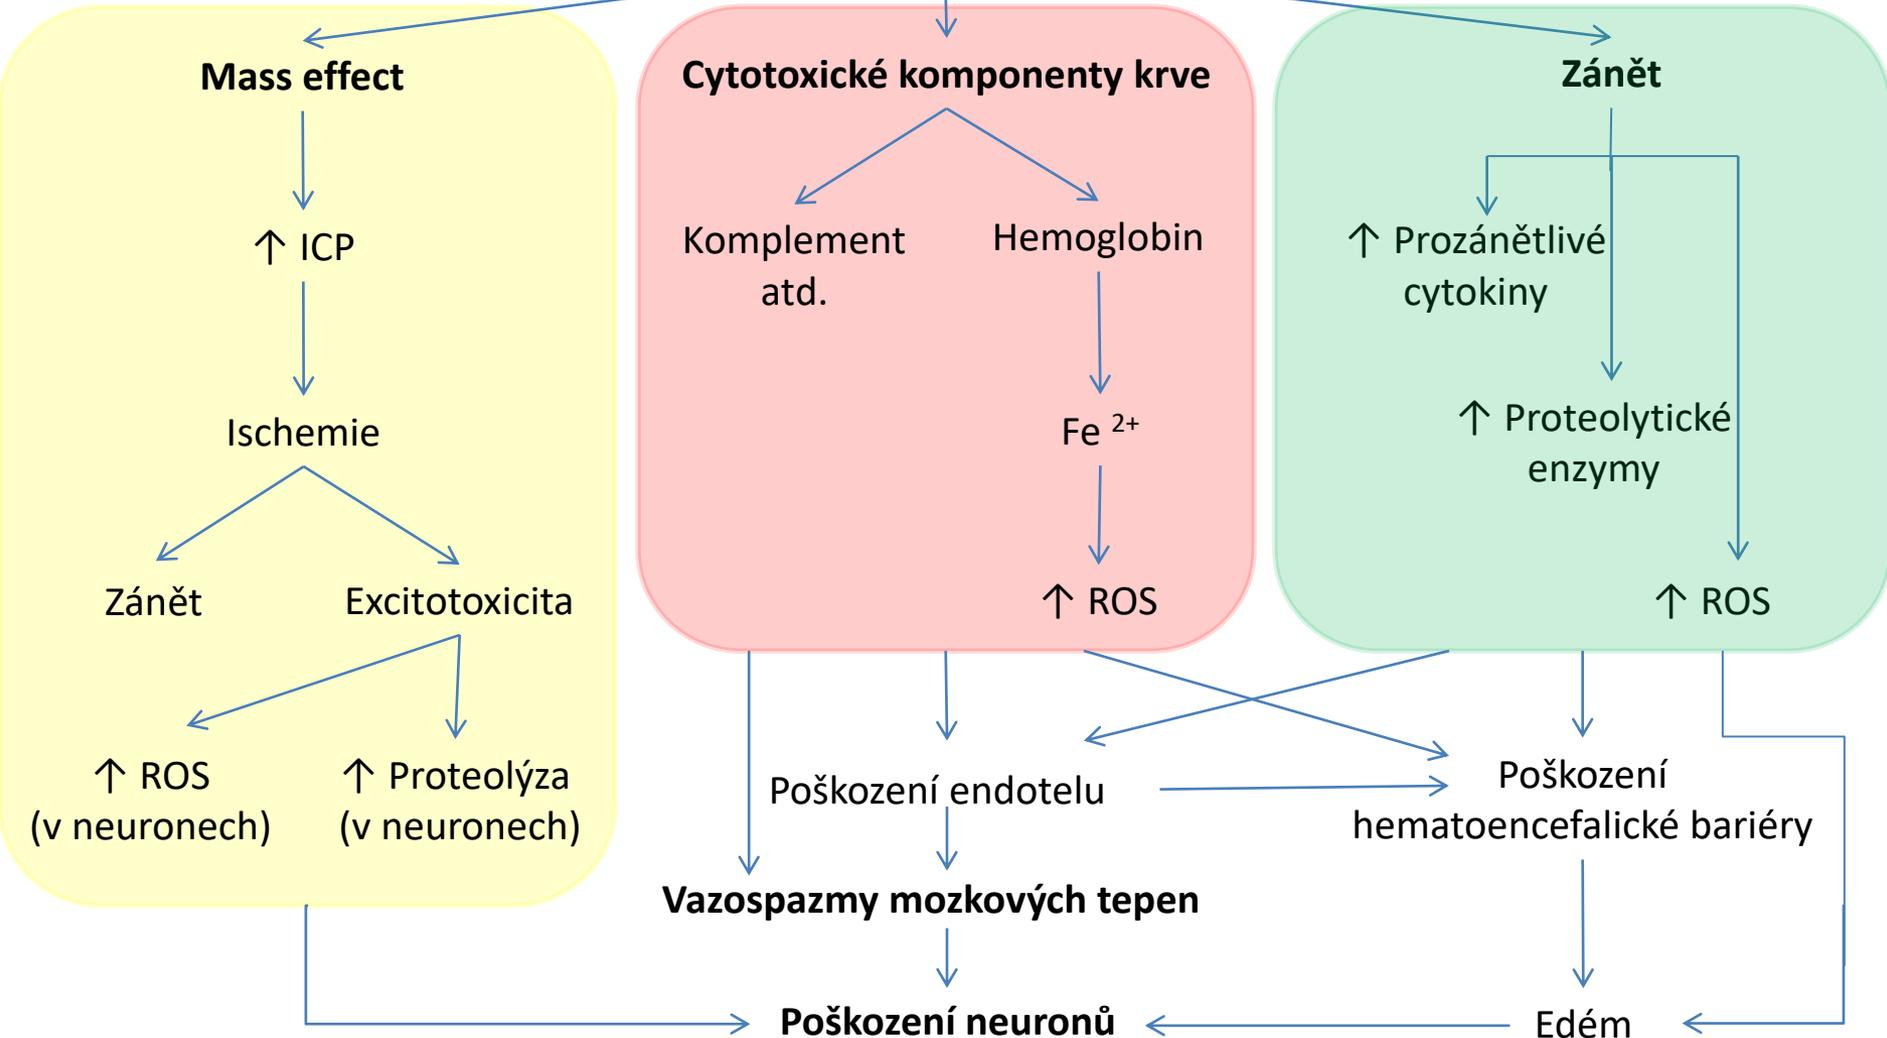 Mass effect
↑ ICP
Ischemie
Zánět
Excitotoxicita
↑ ROS
(v neuronech)
↑ Proteolýza
(v neuronech)
Cytotoxické komponenty krve
Komplement
atd.
Hemoglobin
Fe 2+
↑ ROS
Zánět
↑ Prozánětlivé
cytokiny
↑ Proteolytické
enzymy
↑ ROS
Poškození endotelu
Poškození
hematoencefalické bariéry
Vazospazmy mozkových tepen
Poškození neuronů
Edém